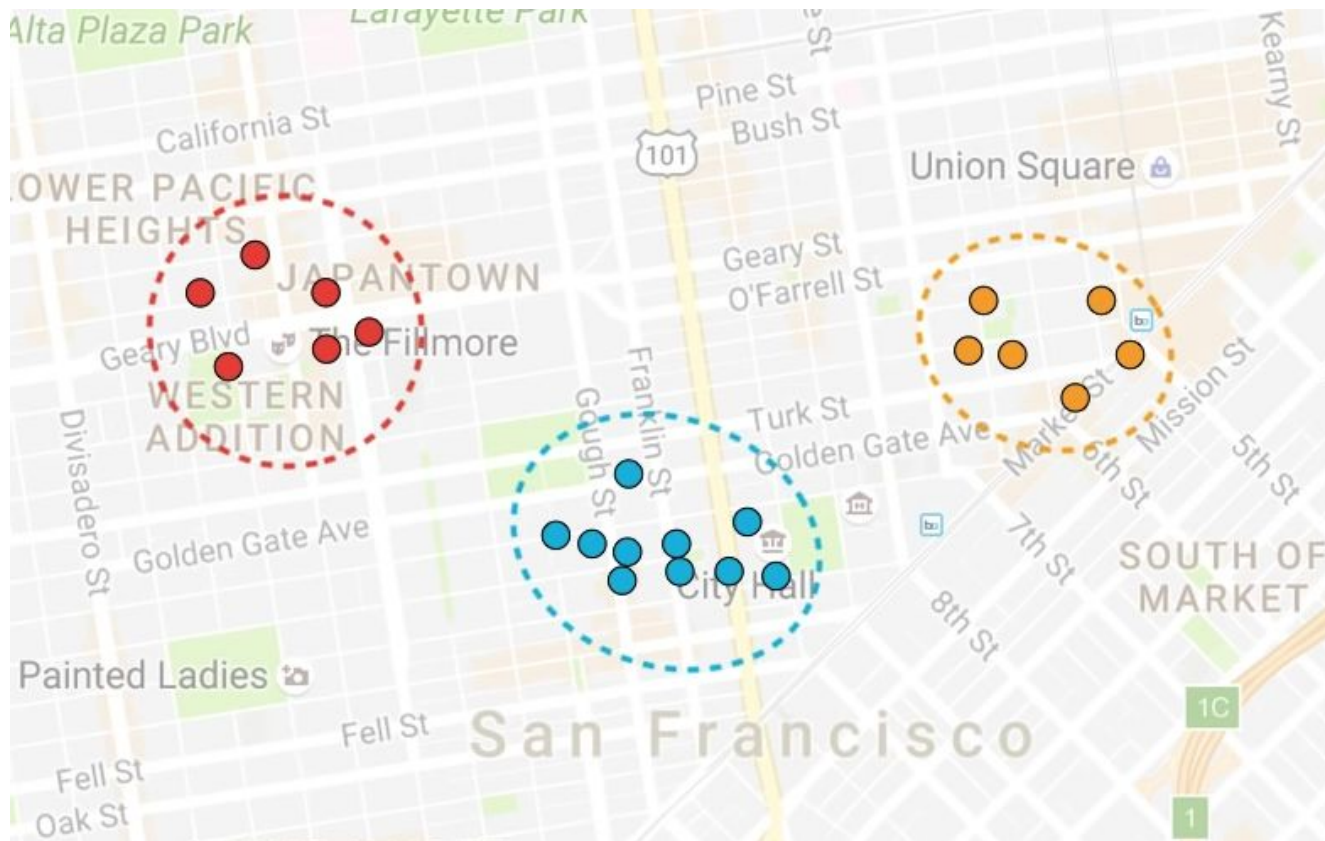 Alta Plaza Park
Lafayette Park
e St
Kearny St
Pine St
California St
Bush St
101
Union Square
OWER PACIFIC
HEIGHTS
JAPANTOWN
Geary St
O'Farrell St
Geary Blvd
The Fillmore
WESTERN
ADDITION
Divisadero St
Gough St
Franklin St
Turk St
Golden Gate Ave
Market St
Mission St
6th St
5th St
Golden Gate Ave
7th St
SOUTH OF
MARKET
City Hall
8th St
Painted Ladies
San Francisco
Fell St
1C
Fell St
Oak St
1